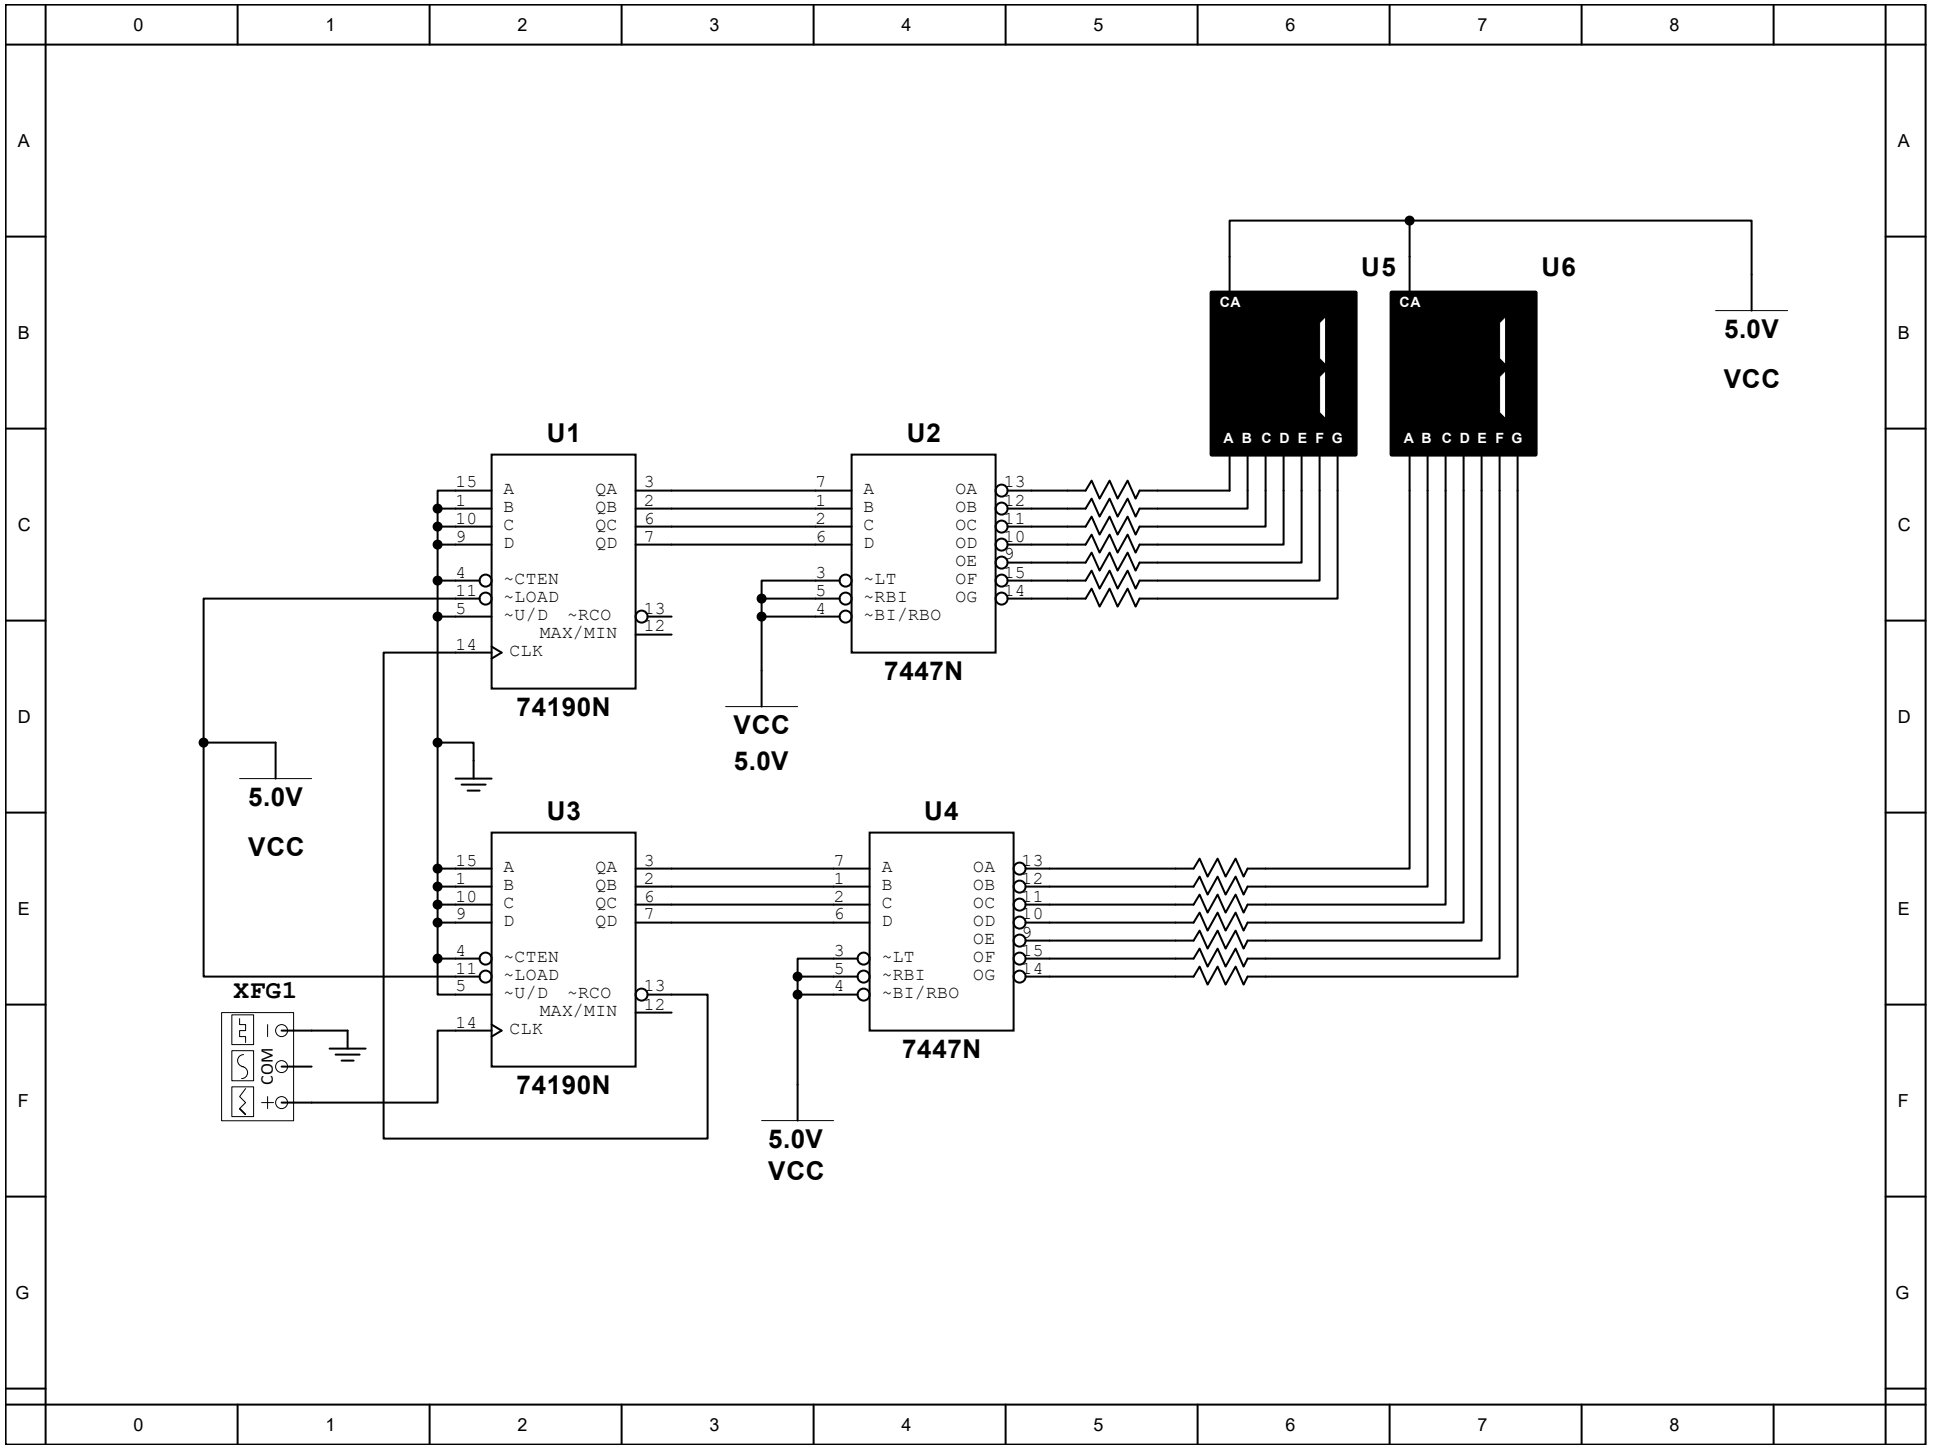 0 1 2 3 4 5 6 7 8
A A
U5 U6
CA CA
B B
5.0V
VCC
A B C D E F G A B C D E F G
U1 U2
15 A QA 3 7 A OA 13
1 B QB 2 1 B OB 12
C 10 C QC 6 2 C OC 11 C
9 D QD 7 6 D OD 10
OE 9
4 ~CTEN 3 ~LT OF 15
11 ~LOAD 5 ~RBI OG 14
5 ~U/D ~RCO 13 4 ~BI/RBO
MAX/MIN 12
14 CLK
7447N
74190N
D VCC D
5.0V
5.0V
VCC
U3 U4
15 A QA 3 7 A OA 13
1 B QB 2 1 B OB 12
E 10 C QC 6 2 C OC 11 E
9 D QD 7 6 D OD 10
OE 9
4 ~CTEN 3 ~LT OF 15
11 ~LOAD 5 ~RBI OG 14
XFG1
5 ~U/D ~RCO 13 4 ~BI/RBO
MAX/MIN 12
14 CLK
7447N
COM
74190N
F F
5.0V
VCC
G G
0 1 2 3 4 5 6 7 8